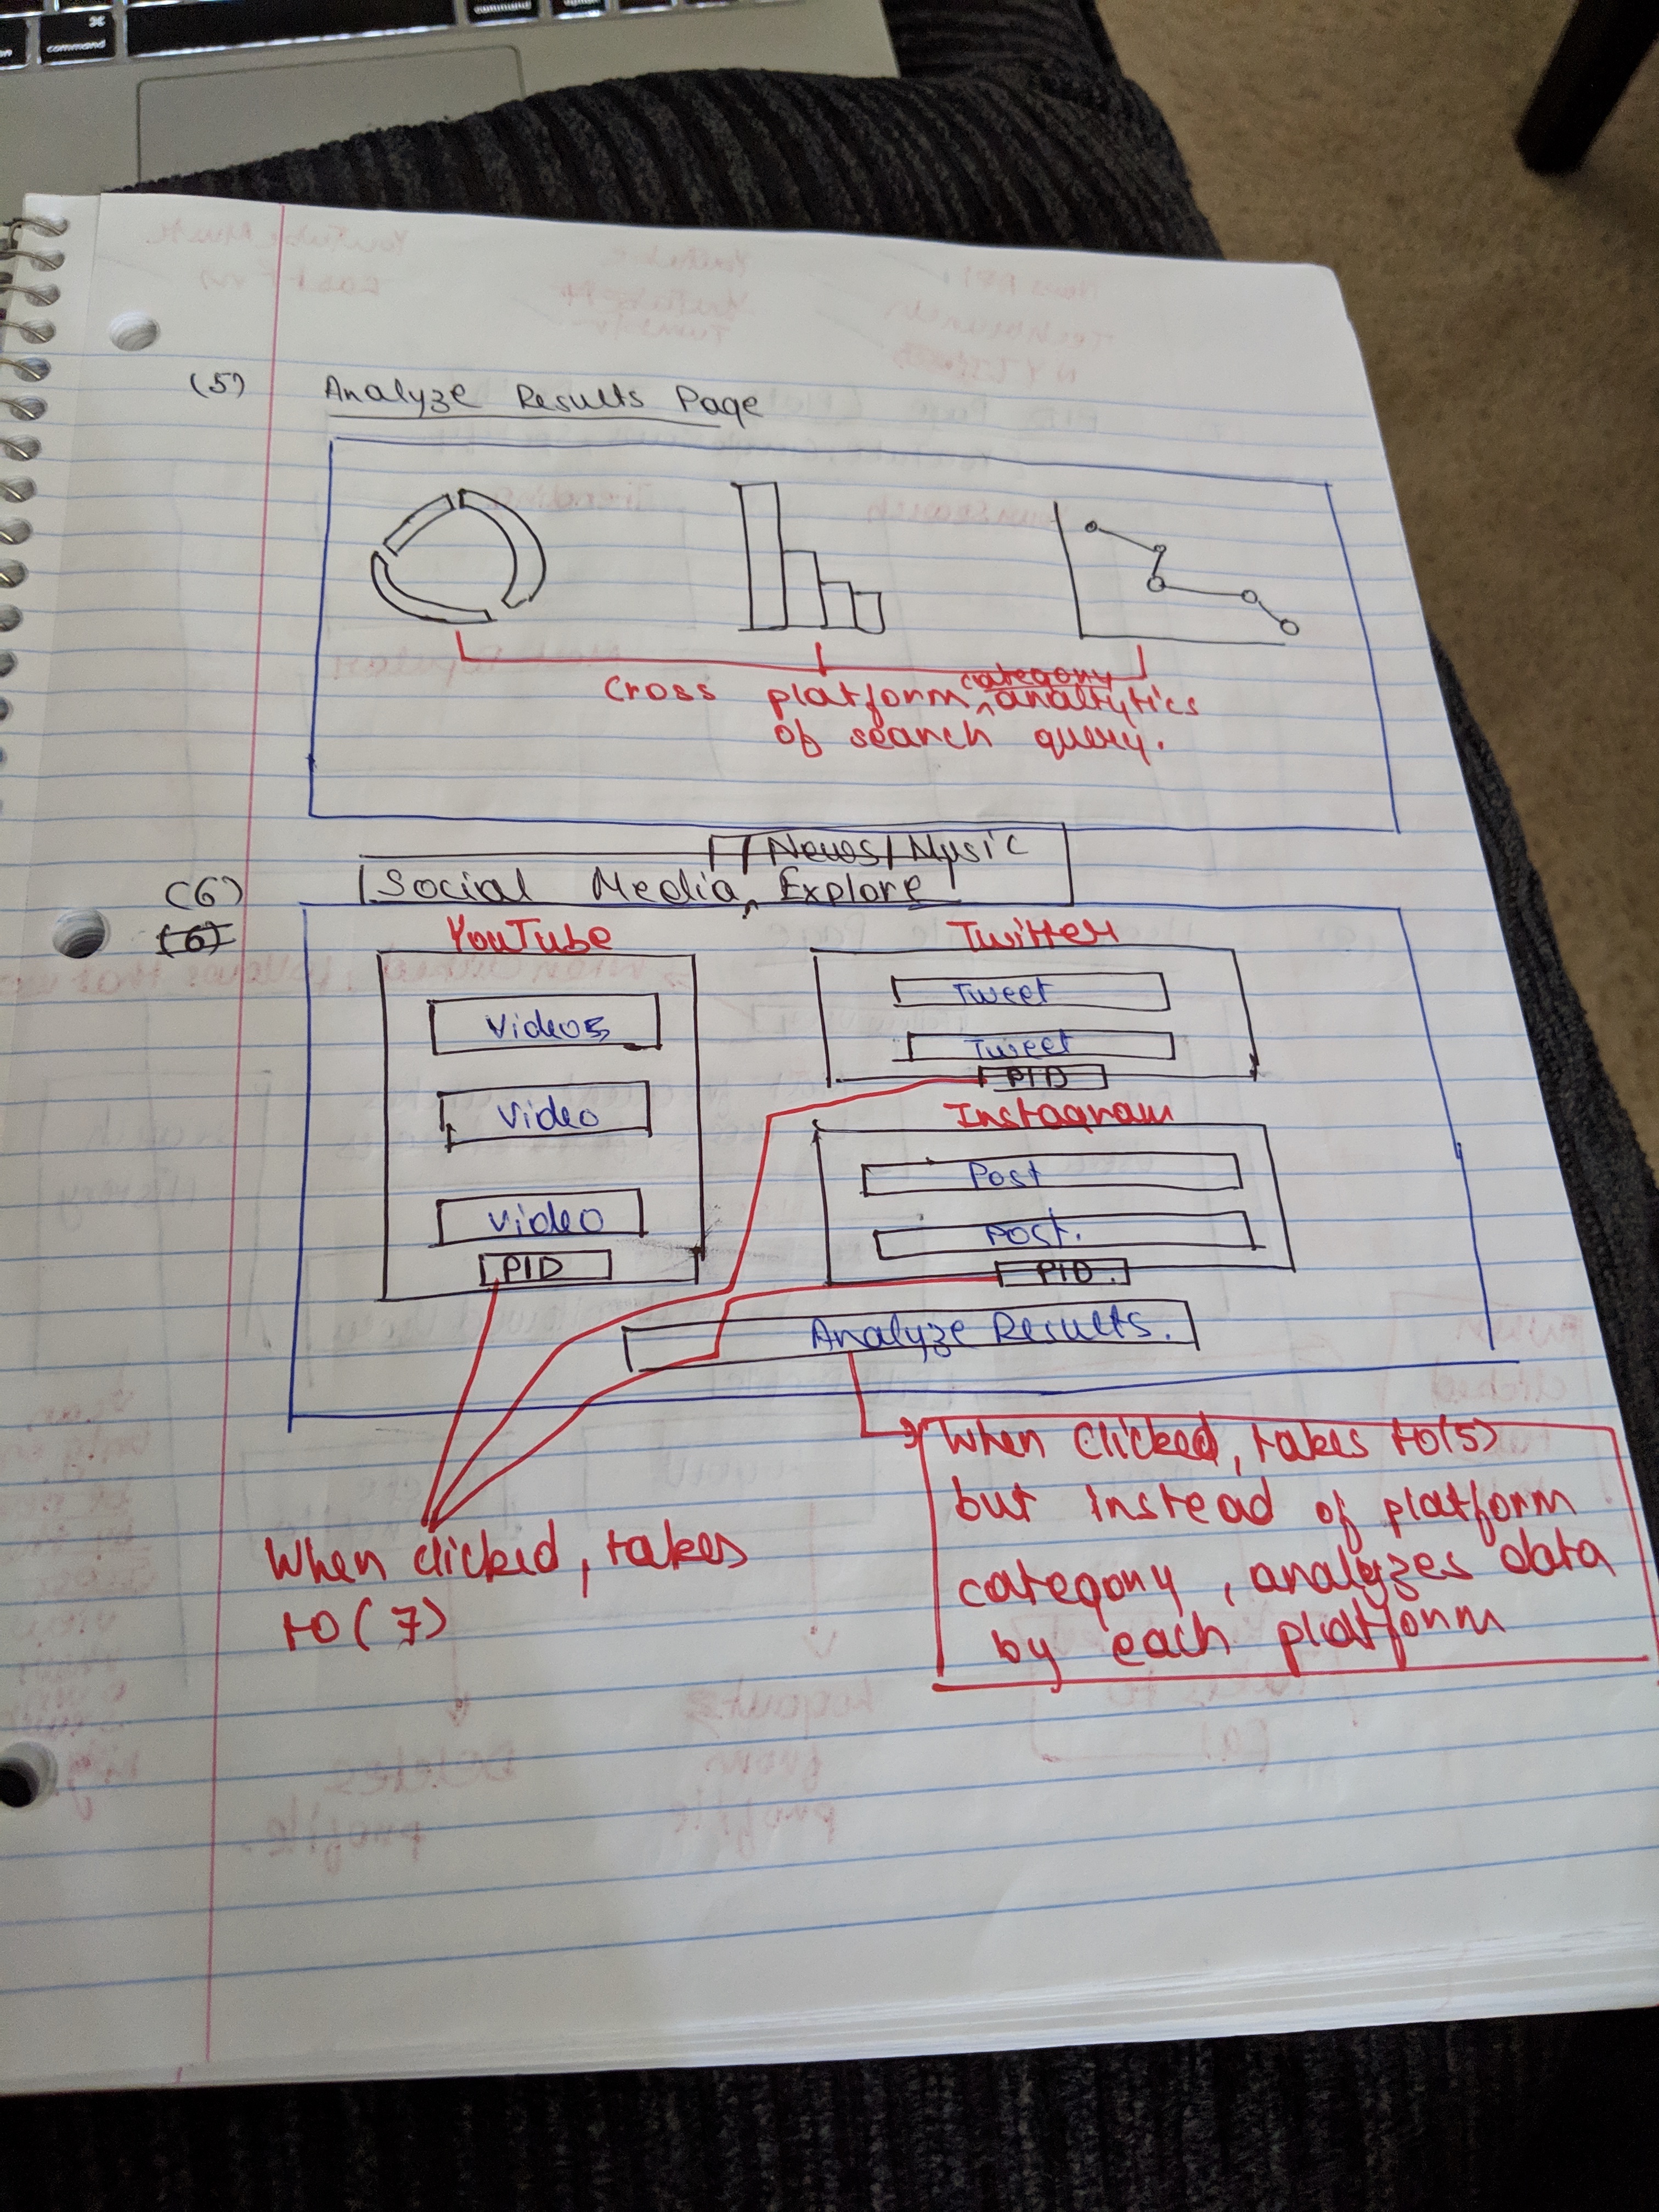 command
command
option
(5) Analyze Results Page
category
Cross platform, analytics
of search query.
/ News/Music
(6) Social Media, Explore
(6)
YouTube
Videos
Video
Video
PID
Twitter
Tweet
Tweet
PID
Instagram
Post
Post.
PID.
Analyze Results.
When clicked, takes
to (7)
When clicked, takes to (5)
but instead of platform
category, analyzes data
by each platform